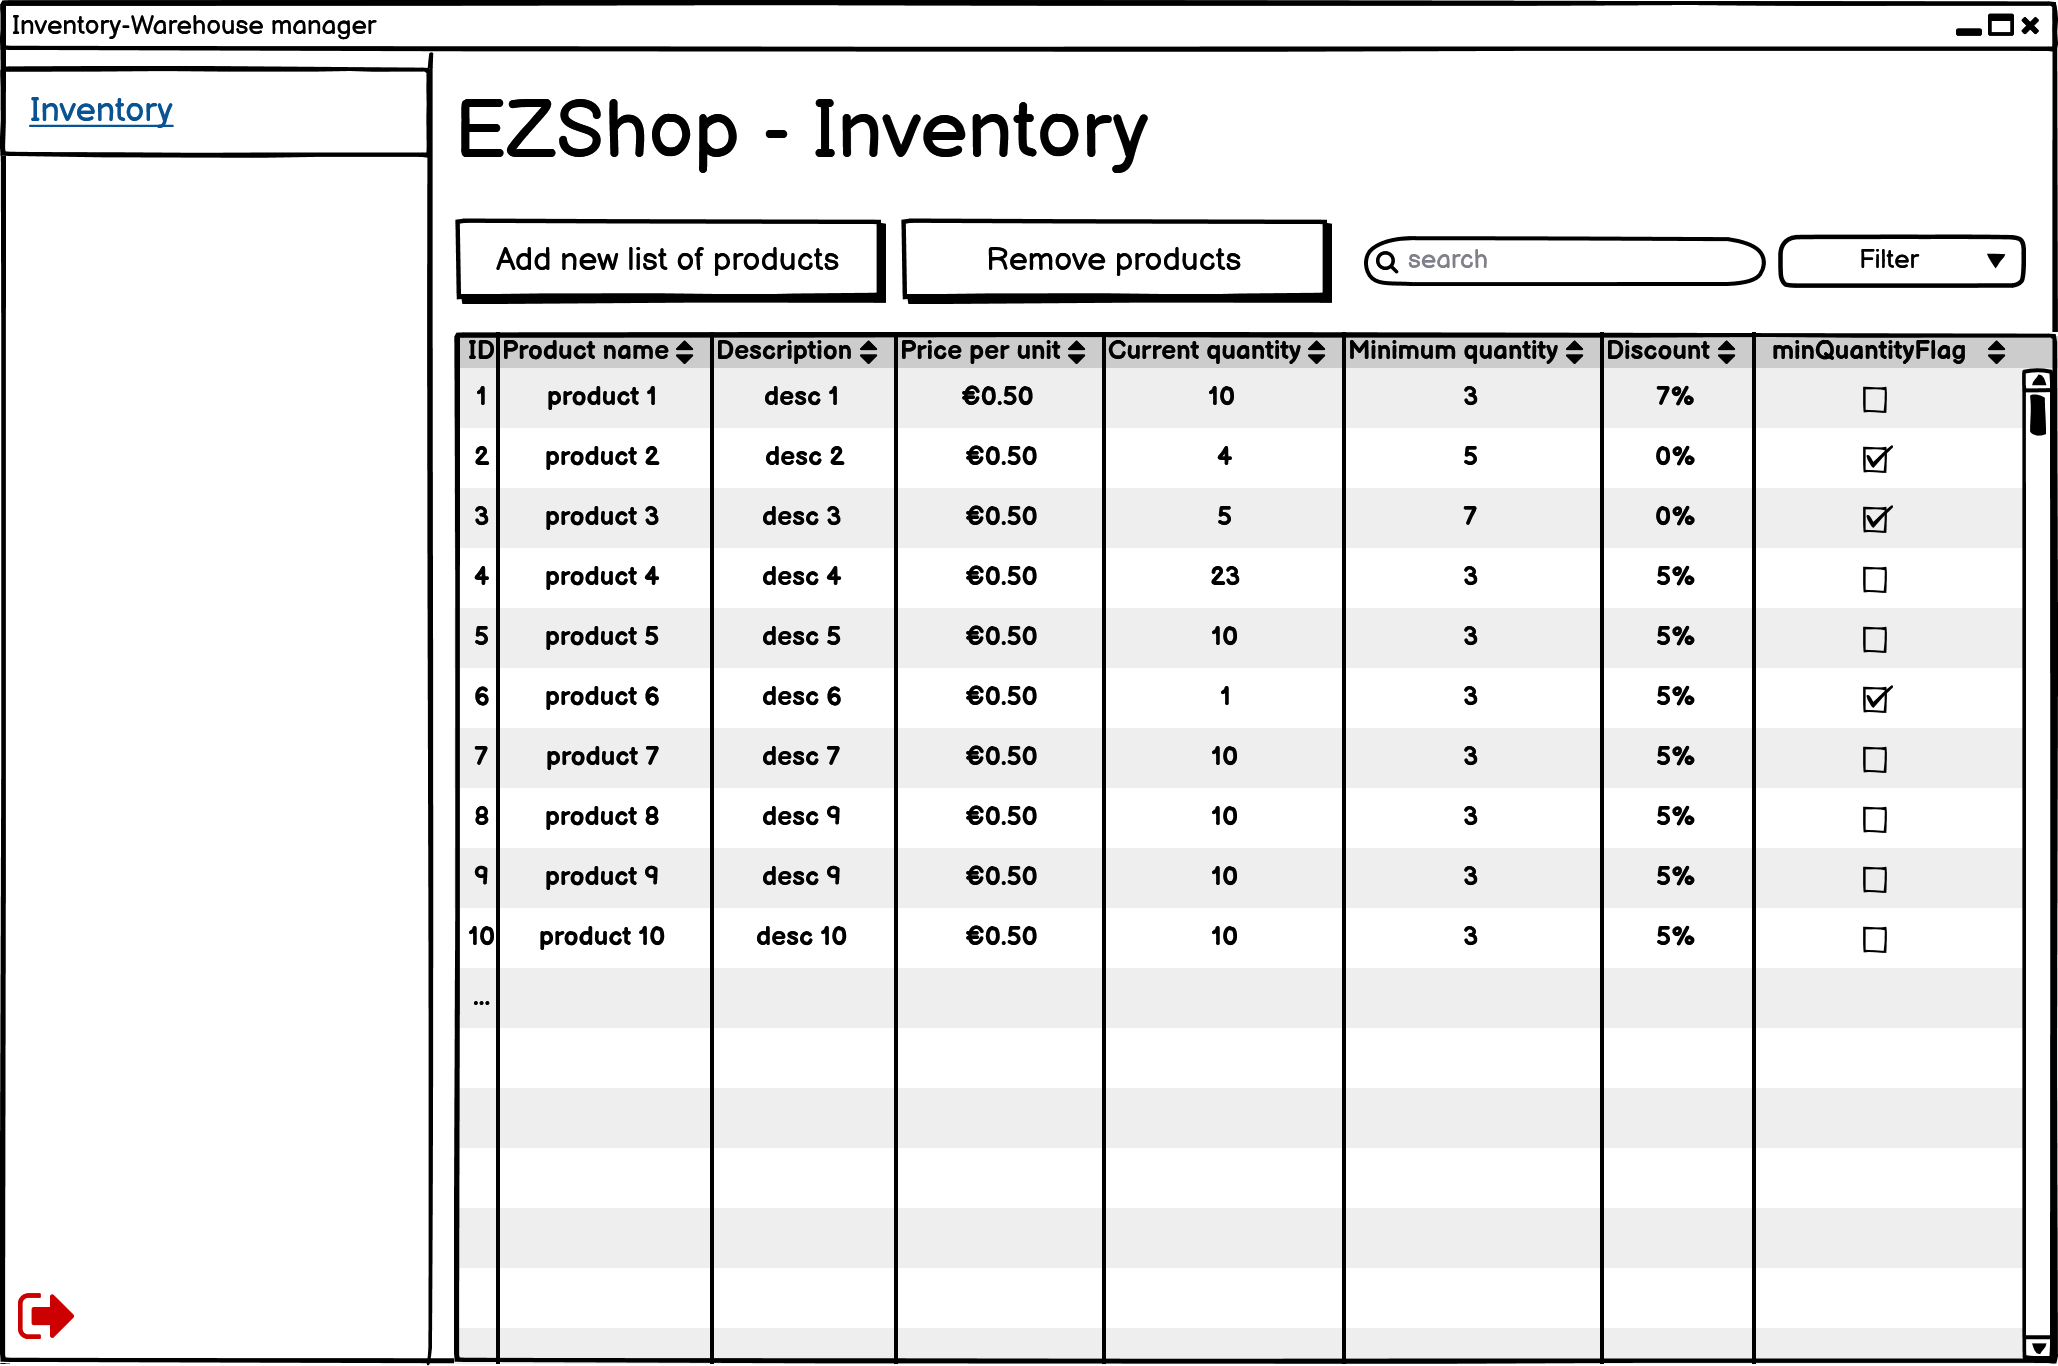 Inventory-Warehouse manager
Inventory
EZShop - Inventory
Add new list of products
Remove products
search
Filter
ID Product name Description Price per unit Current quantity Minimum quantity Discount minQuantityFlag
1 product 1 desc 1 €0.50 10 3 7%
2 product 2 desc 2 €0.50 4 5 0%
3 product 3 desc 3 €0.50 5 7 0%
4 product 4 desc 4 €0.50 23 3 5%
5 product 5 desc 5 €0.50 10 3 5%
6 product 6 desc 6 €0.50 1 3 5%
7 product 7 desc 7 €0.50 10 3 5%
8 product 8 desc 9 €0.50 10 3 5%
9 product 9 desc 9 €0.50 10 3 5%
10 product 10 desc 10 €0.50 10 3 5%
...